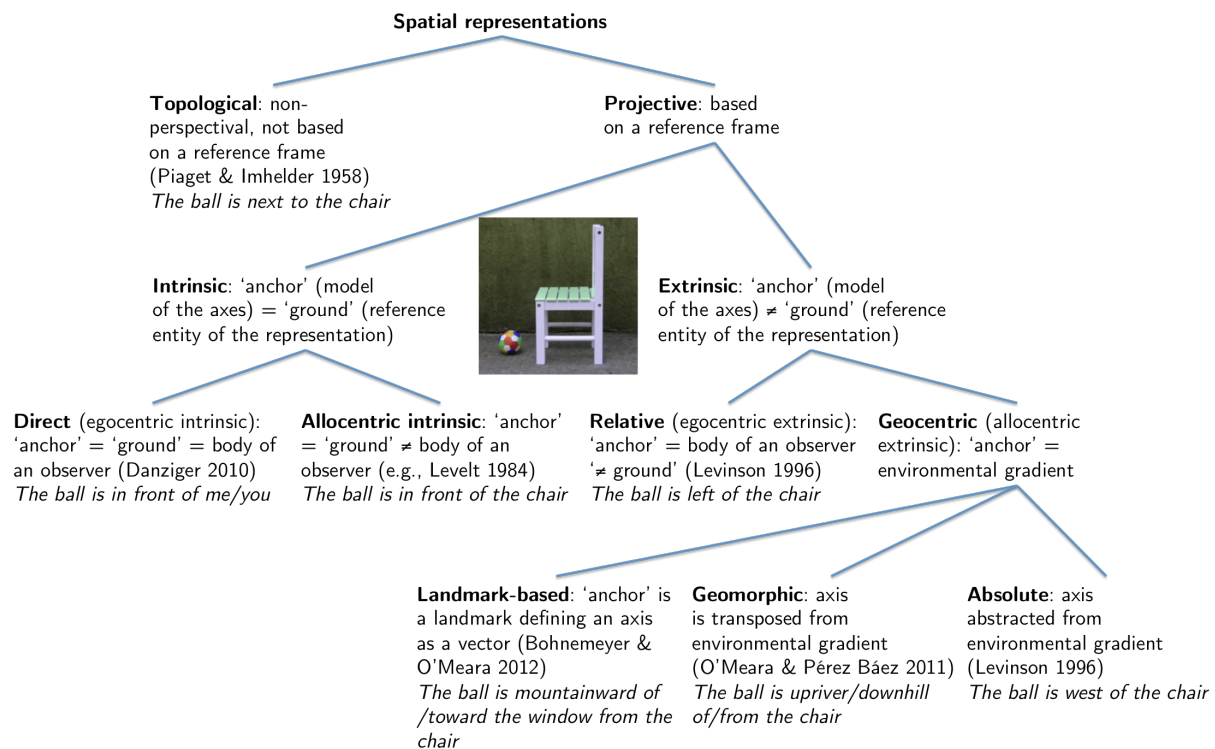 Spatial representations
Topological: non-
perspectival, not based
on a reference frame
(Piaget & Imhelder 1958)
The ball is next to the chair
Projective: based
on a reference frame
Intrinsic: ‘anchor’ (model
of the axes) = ‘ground’ (reference
entity of the representation)
Extrinsic: ‘anchor’ (model
of the axes) ≠ ‘ground’ (reference
entity of the representation)
Direct (egocentric intrinsic):
‘anchor’ = ‘ground’ = body of
an observer (Danziger 2010)
The ball is in front of me/you
Allocentric intrinsic: ‘anchor’
= ‘ground’ ≠ body of an
observer (e.g., Levelt 1984)
The ball is in front of the chair
Relative (egocentric extrinsic):
‘anchor’ = body of an observer
‘≠ ground’ (Levinson 1996)
The ball is left of the chair
Geocentric (allocentric
extrinsic): ‘anchor’ =
environmental gradient
Landmark-based: ‘anchor’ is
a landmark defining an axis
as a vector (Bohnemeyer &
O’Meara 2012)
The ball is mountainward of
/toward the window from the
chair
Geomorphic: axis
is transposed from
environmental gradient
(O’Meara & Pérez Báez 2011)
The ball is upriver/downhill
of/from the chair
Absolute: axis
abstracted from
environmental gradient
(Levinson 1996)
The ball is west of the chair